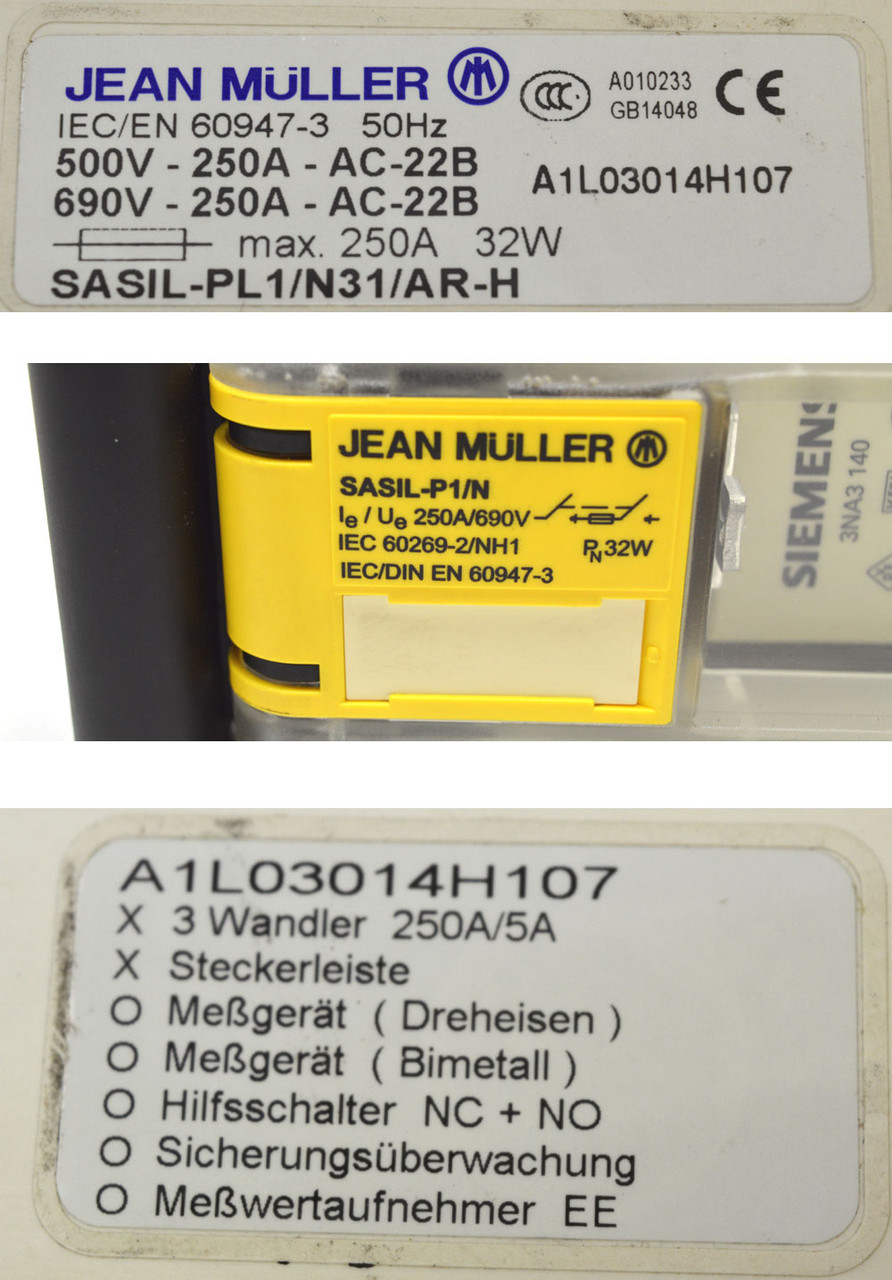 JEAN MÜLLER
CCC
A010233
GB14048
CE
IEC/EN 60947-3 50Hz
500V - 250A - AC-22B
690V - 250A - AC-22B
A1L03014H107
max. 250A 32W
SASIL-PL1/N31/AR-H
JEAN MÜLLER
SASIL-P1/N
Ie / Ue 250A/690V
IEC 60269-2/NH1 PN 32W
IEC/DIN EN 60947-3
SIEMENS
3NA3 140
A1L03014H107
X 3 Wandler 250A/5A
X Steckerleiste
O Meßgerät ( Dreheisen )
O Meßgerät ( Bimetall )
O Hilfsschalter NC + NO
O Sicherungsüberwachung
O Meßwertaufnehmer EE